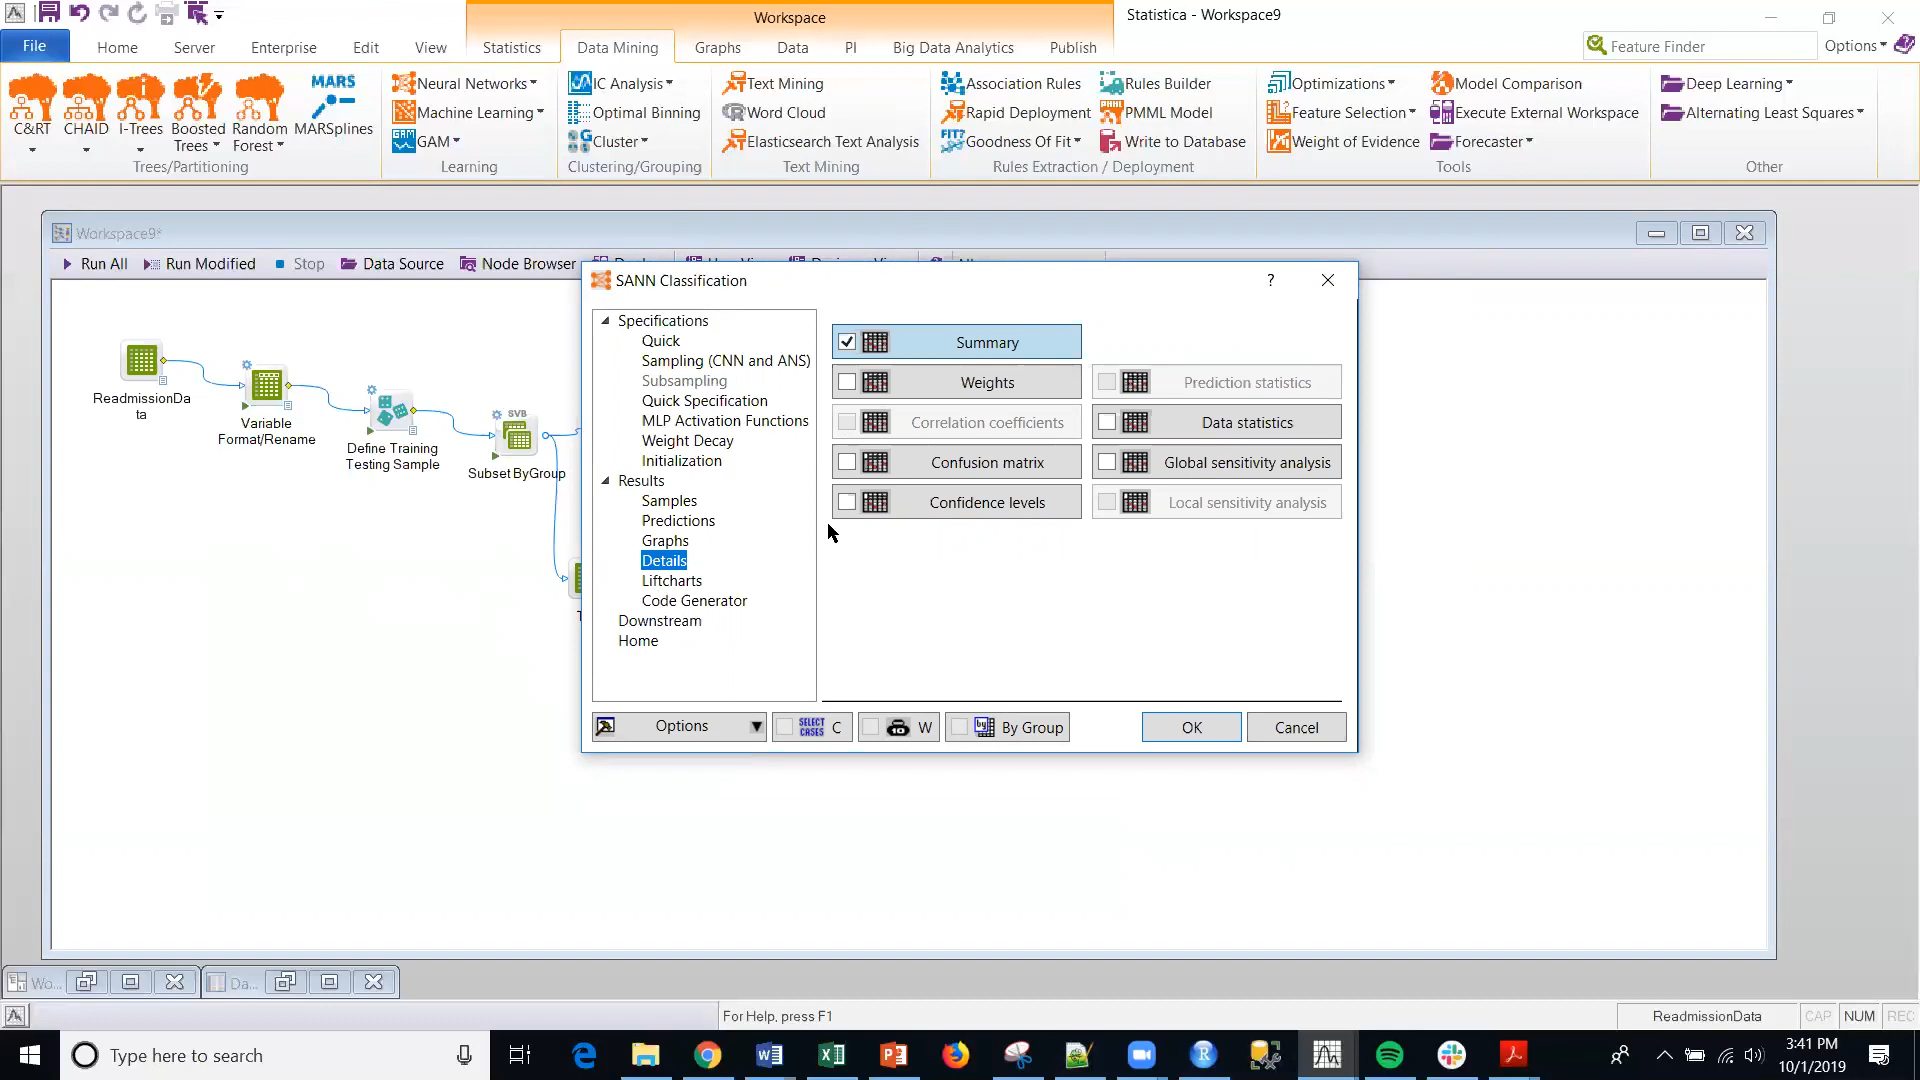 Workspace
Statistica - Workspace9
File
Home
Server
Enterprise
Edit
View
Statistics
Data Mining
Graphs
Data
PI
Big Data Analytics
Publish
Feature Finder
Options
C&RT
CHAID
I-Trees
Boosted
Trees
Random
Forest
MARS
MARSplines
Trees/Partitioning
Neural Networks
Machine Learning
GAM
GAM
Learning
IC Analysis
Optimal Binning
Cluster
Clustering/Grouping
Text Mining
Word Cloud
Elasticsearch Text Analysis
Text Mining
Association Rules
Rapid Deployment
FIT?
Goodness Of Fit
Rules Builder
PMML
PMML Model
Write to Database
Rules Extraction / Deployment
Optimizations
Feature Selection
Weight of Evidence
Model Comparison
Execute External Workspace
Forecaster
Tools
Deep Learning
Alternating Least Squares
Other
Workspace9*
Run All
Run Modified
Stop
Data Source
Node Browser
ReadmissionDa
ta
Variable
Format/Rename
Define Training
Testing Sample
SVB
Subset ByGroup
SANN Classification
?
Specifications
Quick
Sampling (CNN and ANS)
Subsampling
Quick Specification
MLP Activation Functions
Weight Decay
Initialization
Results
Samples
Predictions
Graphs
Details
Liftcharts
Code Generator
Downstream
Home
Summary
Weights
Prediction statistics
Correlation coefficients
Data statistics
Confusion matrix
Global sensitivity analysis
Confidence levels
Local sensitivity analysis
Options
SELECT
CASES
C
10
W
by
By Group
OK
Cancel
Wo...
Da...
For Help, press F1
ReadmissionData
CAP
NUM
REC
Type here to search
3:41 PM
10/1/2019